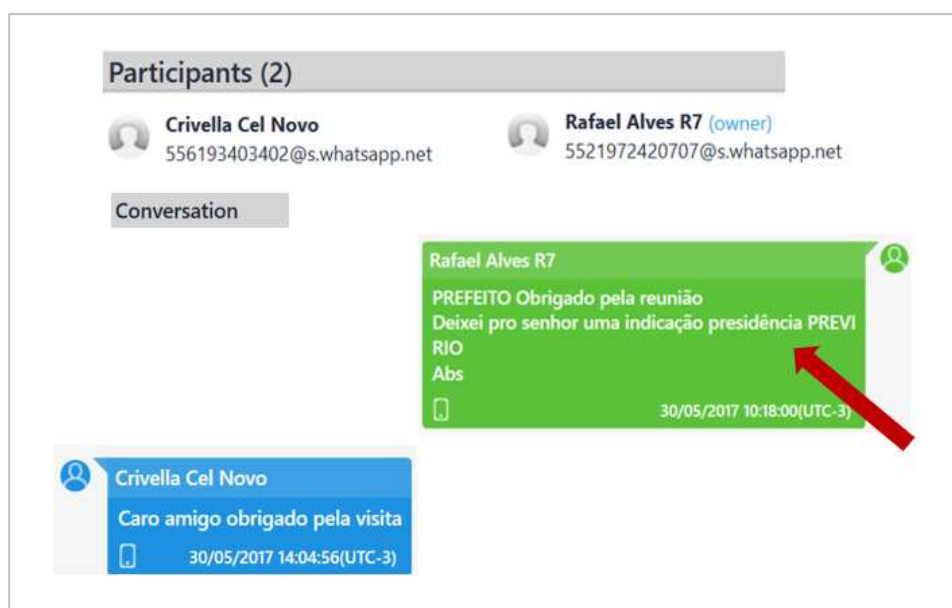 Participants (2)
Crivella Cel Novo
556193403402@s.whatsapp.net
Rafael Alves R7 (owner)
5521972420707@s.whatsapp.net
Conversation
Rafael Alves R7
PREFEITO Obrigado pela reunião
Deixei pro senhor uma indicação presidência PREVI
RIO
Abs
30/05/2017 10:18:00(UTC-3)
Crivella Cel Novo
Caro amigo obrigado pela visita
30/05/2017 14:04:56(UTC-3)